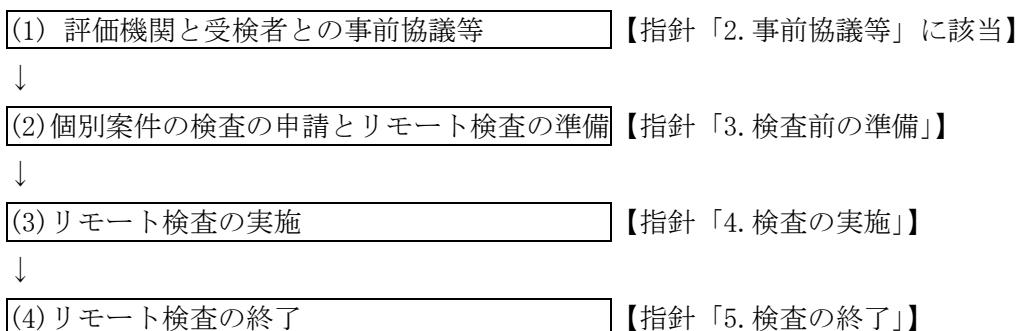 (1) 評価機関と受検者との事前協議等【指針「2.事前協議等」に該当】
↓
(2)個別案件の検査の申請とリモート検査の準備【指針「3.検査前の準備」】
↓
(3)リモート検査の実施【指針「4.検査の実施」】
↓
(4)リモート検査の終了【指針「5.検査の終了」】